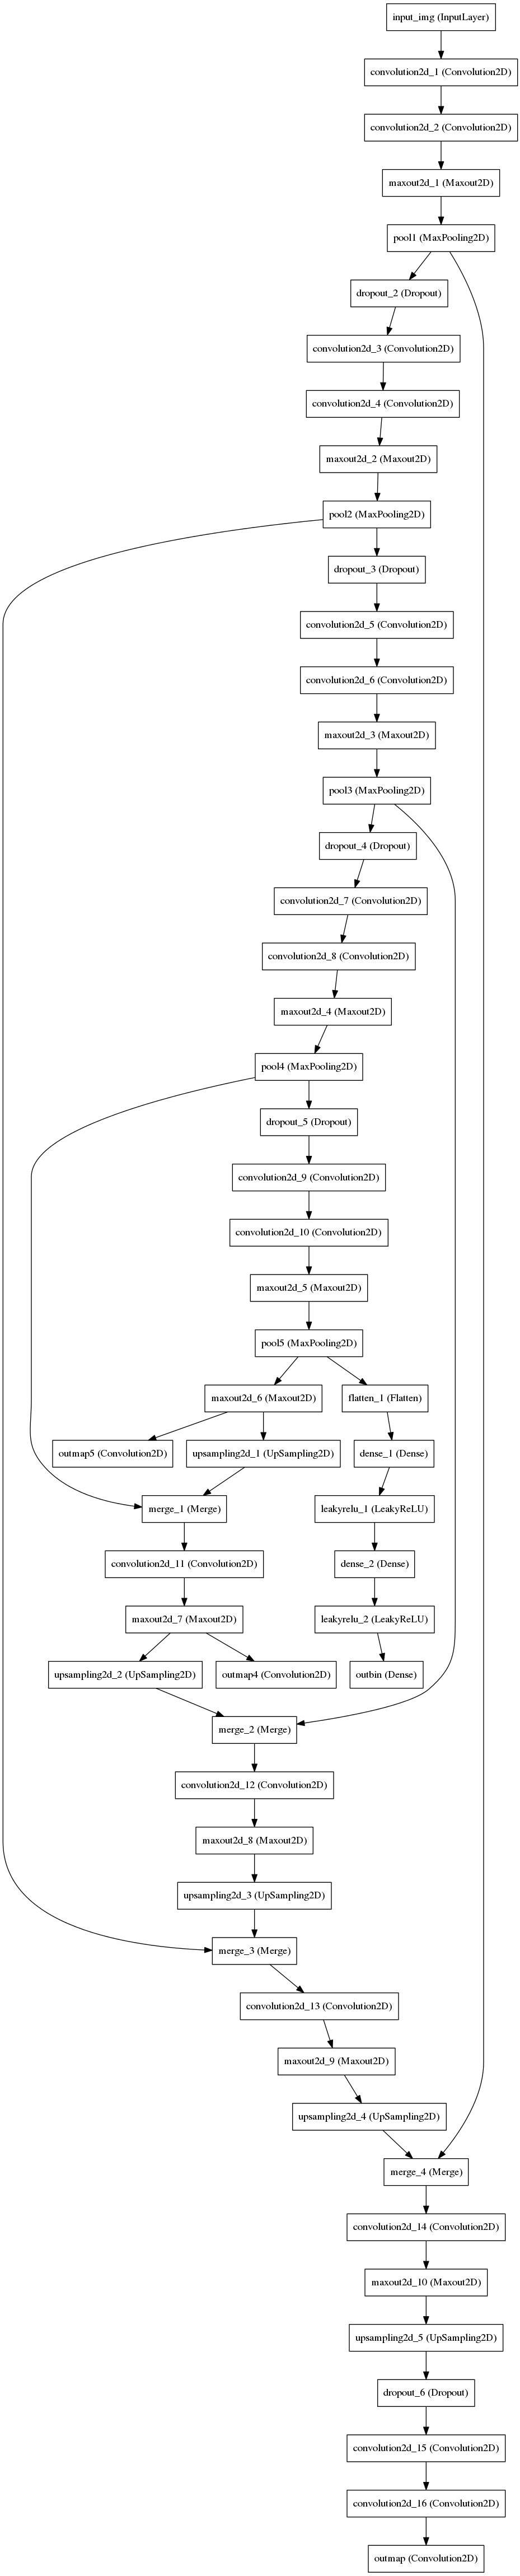 input_img (InputLayer)
convolution2d_1 (Convolution2D)
convolution2d_2 (Convolution2D)
maxout2d_1 (Maxout2D)
pool1 (MaxPooling2D)
dropout_2 (Dropout)
convolution2d_3 (Convolution2D)
convolution2d_4 (Convolution2D)
maxout2d_2 (Maxout2D)
pool2 (MaxPooling2D)
dropout_3 (Dropout)
convolution2d_5 (Convolution2D)
convolution2d_6 (Convolution2D)
maxout2d_3 (Maxout2D)
pool3 (MaxPooling2D)
dropout_4 (Dropout)
convolution2d_7 (Convolution2D)
convolution2d_8 (Convolution2D)
maxout2d_4 (Maxout2D)
pool4 (MaxPooling2D)
dropout_5 (Dropout)
convolution2d_9 (Convolution2D)
convolution2d_10 (Convolution2D)
maxout2d_5 (Maxout2D)
pool5 (MaxPooling2D)
maxout2d_6 (Maxout2D)
flatten_1 (Flatten)
outmap5 (Convolution2D)
upsampling2d_1 (UpSampling2D)
dense_1 (Dense)
merge_1 (Merge)
leakyrelu_1 (LeakyReLU)
convolution2d_11 (Convolution2D)
dense_2 (Dense)
maxout2d_7 (Maxout2D)
leakyrelu_2 (LeakyReLU)
upsampling2d_2 (UpSampling2D)
outmap4 (Convolution2D)
outbin (Dense)
merge_2 (Merge)
convolution2d_12 (Convolution2D)
maxout2d_8 (Maxout2D)
upsampling2d_3 (UpSampling2D)
merge_3 (Merge)
convolution2d_13 (Convolution2D)
maxout2d_9 (Maxout2D)
upsampling2d_4 (UpSampling2D)
merge_4 (Merge)
convolution2d_14 (Convolution2D)
maxout2d_10 (Maxout2D)
upsampling2d_5 (UpSampling2D)
dropout_6 (Dropout)
convolution2d_15 (Convolution2D)
convolution2d_16 (Convolution2D)
outmap (Convolution2D)